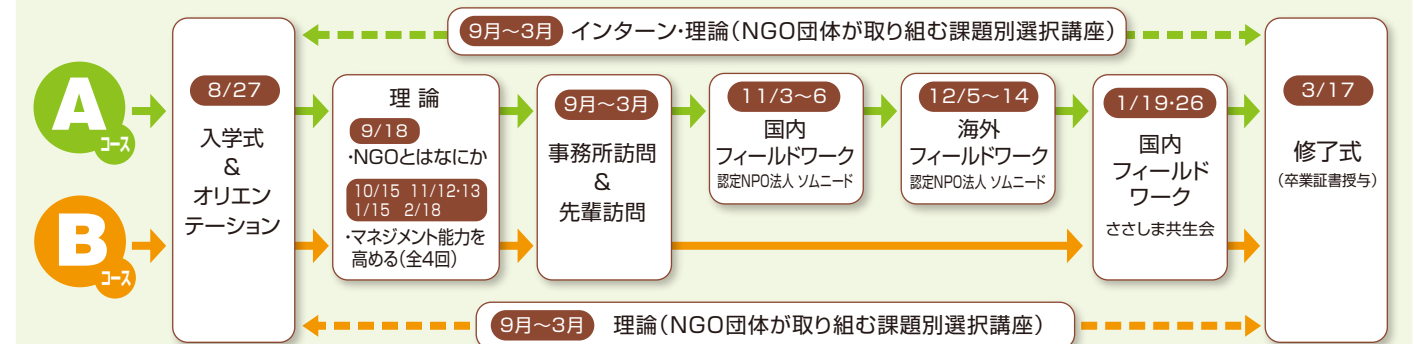 9月〜3月 インターン・理論（NGO団体が取り組む課題別選択講座）
A
コース
B
コース
8/27
入学式
&
オリエン
テーション
理 論
9/18
・NGOとはなにか
10/15 11/12・13
1/15 2/18
・マネジメント能力を
高める（全4回）
9月〜3月
事務所訪問
&
先輩訪問
11/3〜6
国内
フィールドワーク
認定NPO法人 ソムニード
12/5〜14
海外
フィールドワーク
認定NPO法人 ソムニード
1/19・26
国内
フィールド
ワーク
ささしま共生会
3/17
修了式
（卒業証書授与）
9月〜3月 理論（NGO団体が取り組む課題別選択講座）